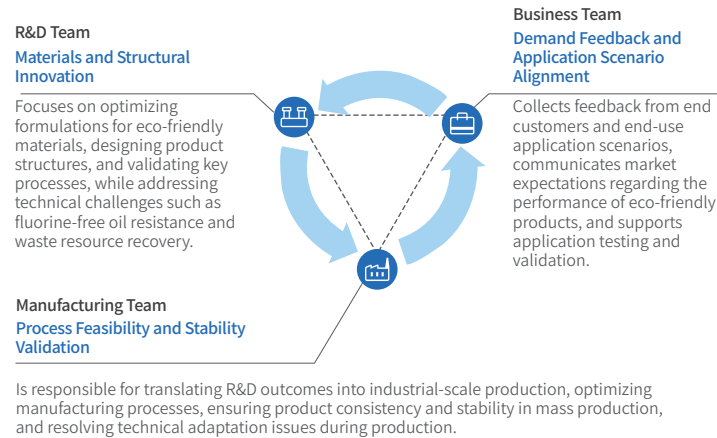 R&D Team
Materials and Structural
Innovation
Focuses on optimizing
formulations for eco-friendly
materials, designing product
structures, and validating key
processes, while addressing
technical challenges such as
fluorine-free oil resistance and
waste resource recovery.
Business Team
Demand Feedback and
Application Scenario
Alignment
Collects feedback from end
customers and end-use
application scenarios,
communicates market
expectations regarding the
performance of eco-friendly
products, and supports
application testing and
validation.
Manufacturing Team
Process Feasibility and Stability
Validation
Is responsible for translating R&D outcomes into industrial-scale production, optimizing
manufacturing processes, ensuring product consistency and stability in mass production,
and resolving technical adaptation issues during production.